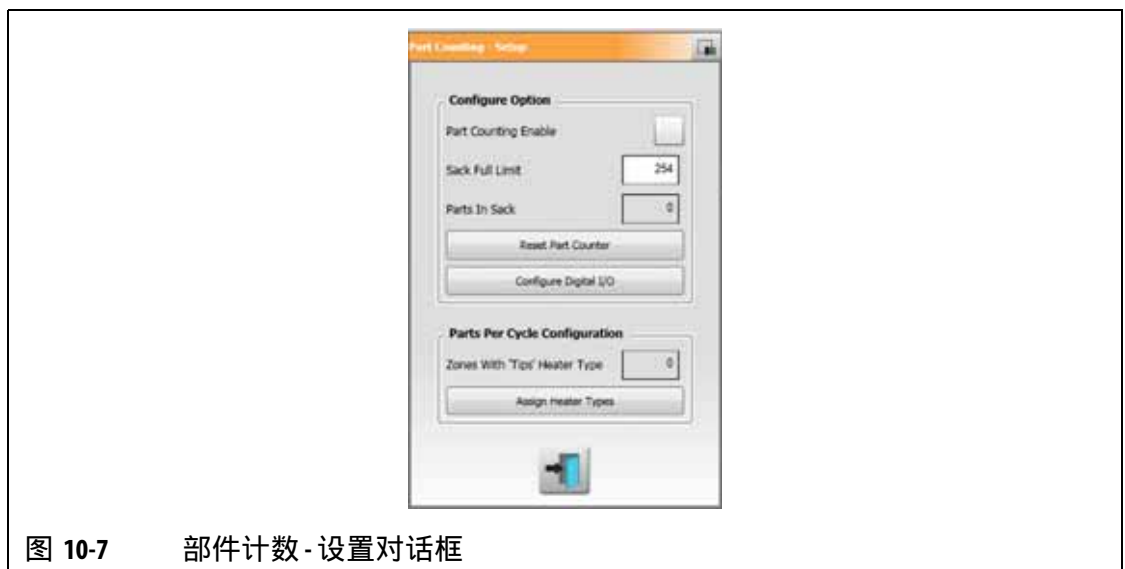 Part Counting - Setup
Configure Option
Part Counting Enable
Sack Full Limit 254
Parts In Sack 0
Reset Part Counter
Configure Digital I/O
Parts Per Cycle Configuration
Zones With 'Tips' Heater Type 0
Assign Heater Types
图 10-7 部件计数 - 设置对话框